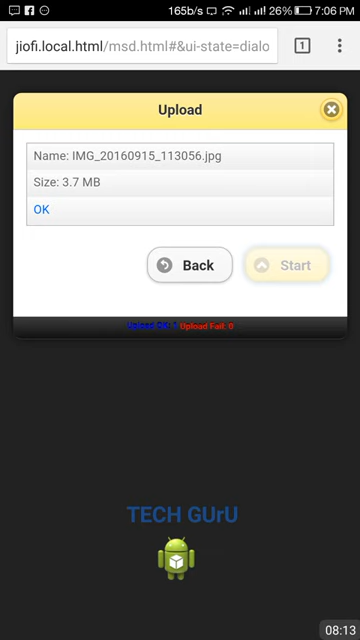 165b/s 26% 7:06 PM
jiofi.local.html/msd.html#&ui-state=dialo 1
Upload
Name: IMG_20160915_113056.jpg
Size: 3.7 MB
OK
Back Start
Upload OK: 1 Upload Fail: 0
TECH GUrU
08:13